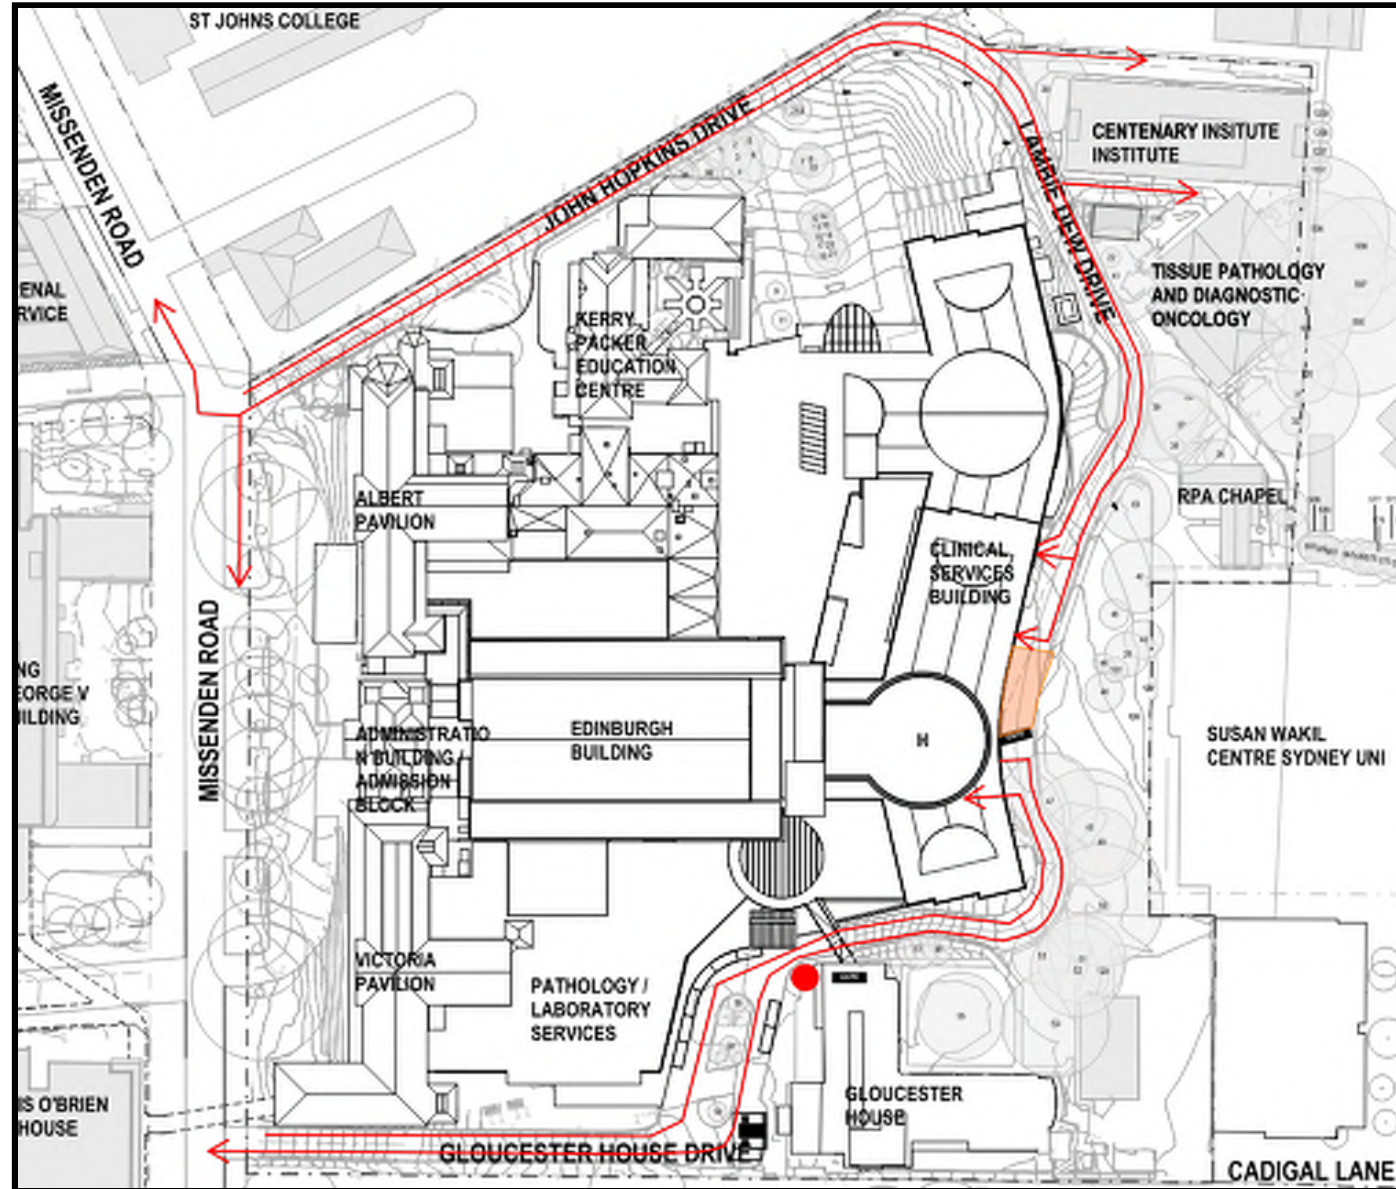 ST JOHNS COLLEGE
MISSENDEN ROAD
JOHN HOPKINS DRIVE
LAMBIE DEW DRIVE
CENTENARY INSITUTE
INSTITUTE
TISSUE PATHOLOGY
AND DIAGNOSTIC
ONCOLOGY
ENAL
RVICE
KERRY
PACKER
EDUCATION
CENTRE
ALBERT
PAVILION
RPA CHAPEL
CLINICAL
SERVICES
BUILDING
MISSENDEN ROAD
NG
EORGE V
ILDING
ADMINISTRATIO
N BUILDING /
ADMISSION
BLOCK
EDINBURGH
BUILDING
H
SUSAN WAKIL
CENTRE SYDNEY UNI
VICTORIA
PAVILION
PATHOLOGY /
LABORATORY
SERVICES
GLOUCESTER
HOUSE
IS O'BRIEN
HOUSE
GLOUCESTER HOUSE DRIVE
CADIGAL LANE